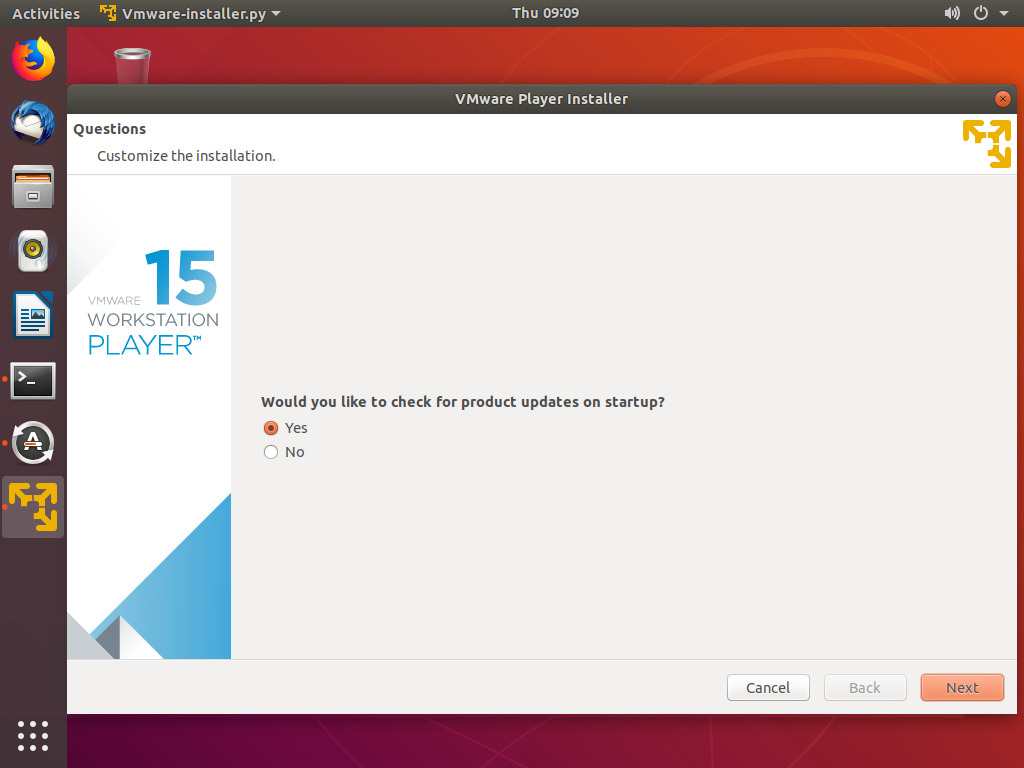 Activities Vmware-installer.py Thu 09:09
VMware Player Installer
Questions
Customize the installation.
15
VMWARE
WORKSTATION
PLAYER™
Would you like to check for product updates on startup?
Yes
No
Cancel Back Next